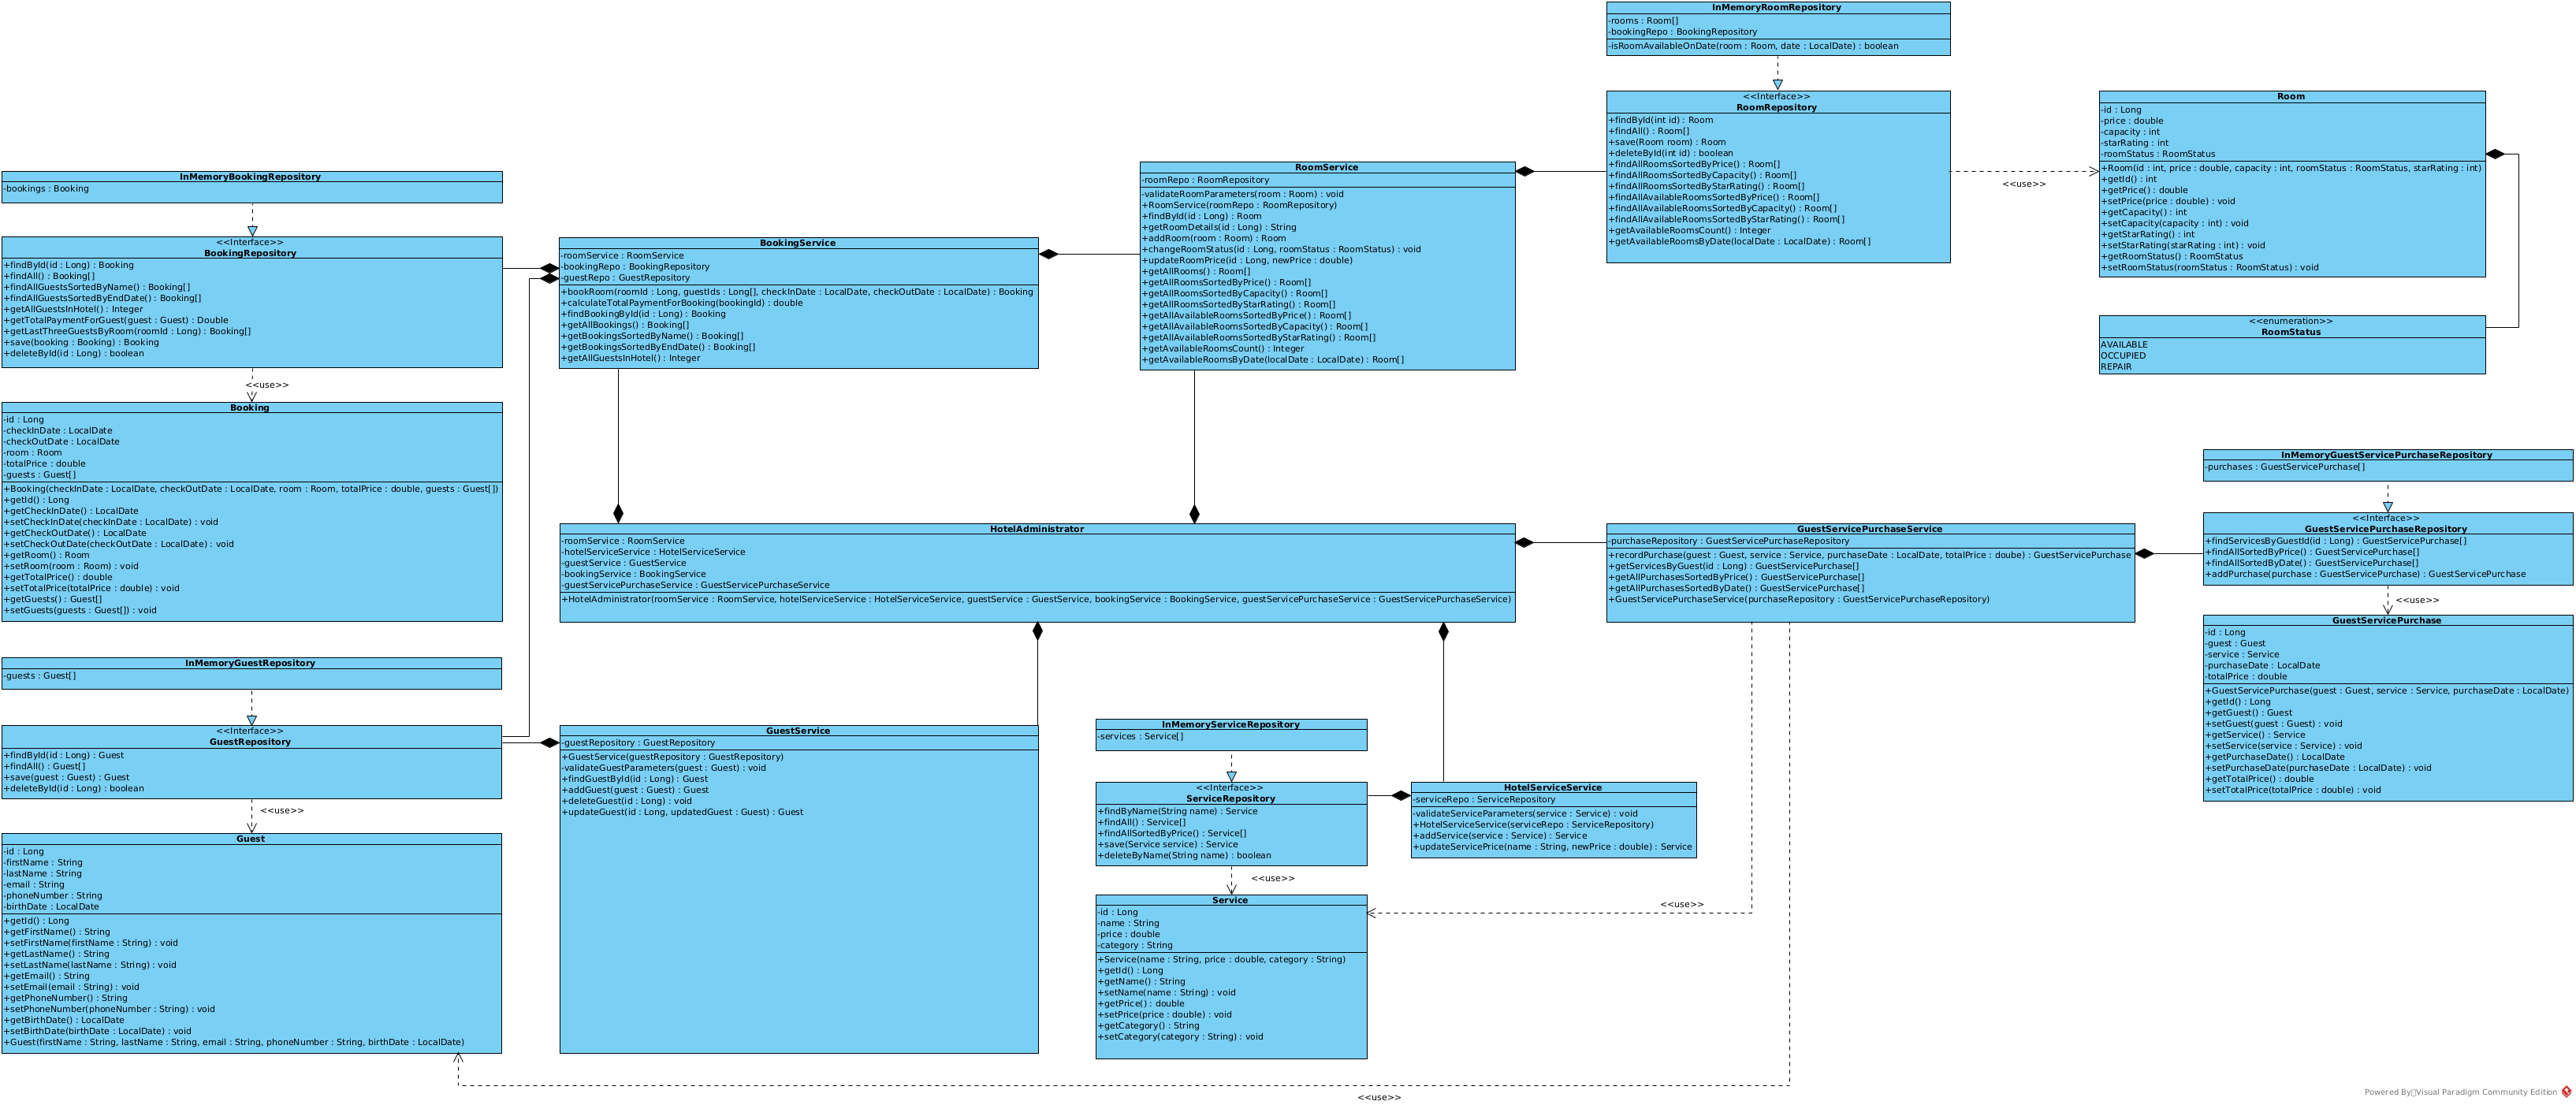 InMemoryRoomRepository
-rooms : Room[]
-bookingRepo : BookingRepository
-isRoomAvailableOnDate(room : Room, date : LocalDate) : boolean
<<Interface>>
RoomRepository
+findById(int id) : Room
+findAll() : Room[]
+save(Room room) : Room
+deleteById(int id) : boolean
+findAllRoomsSortedByPrice() : Room[]
+findAllRoomsSortedByCapacity() : Room[]
+findAllRoomsSortedByStarRating() : Room[]
+findAllAvailableRoomsSortedByPrice() : Room[]
+findAllAvailableRoomsSortedByCapacity() : Room[]
+findAllAvailableRoomsSortedByStarRating() : Room[]
+getAvailableRoomsCount() : Integer
+getAvailableRoomsByDate(localDate : LocalDate) : Room[]
<<use>>
Room
-id : Long
-price : double
-capacity : int
-starRating : int
-roomStatus : RoomStatus
+Room(id : int, price : double, capacity : int, roomStatus : RoomStatus, starRating : int)
+getId() : int
+getPrice() : double
+setPrice(price : double) : void
+getCapacity() : int
+setCapacity(capacity : int) : void
+getStarRating() : int
+setStarRating(starRating : int) : void
+getRoomStatus() : RoomStatus
+setRoomStatus(roomStatus : RoomStatus) : void
<<enumeration>>
RoomStatus
AVAILABLE
OCCUPIED
REPAIR
RoomService
-roomRepo : RoomRepository
-validateRoomParameters(room : Room) : void
+RoomService(roomRepo : RoomRepository)
+findById(id : Long) : Room
+getRoomDetails(id : Long) : String
+addRoom(room : Room) : Room
+changeRoomStatus(id : Long, roomStatus : RoomStatus) : void
+updateRoomPrice(id : Long, newPrice : double)
+getAllRooms() : Room[]
+getAllRoomsSortedByPrice() : Room[]
+getAllRoomsSortedByCapacity() : Room[]
+getAllRoomsSortedByStarRating() : Room[]
+getAllAvailableRoomsSortedByPrice() : Room[]
+getAllAvailableRoomsSortedByCapacity() : Room[]
+getAllAvailableRoomsSortedByStarRating() : Room[]
+getAvailableRoomsCount() : Integer
+getAvailableRoomsByDate(localDate : LocalDate) : Room[]
InMemoryBookingRepository
-bookings : Booking
<<Interface>>
BookingRepository
+findById(id : Long) : Booking
+findAll() : Booking[]
+findAllGuestsSortedByName() : Booking[]
+findAllGuestsSortedByEndDate() : Booking[]
+getAllGuestsInHotel() : Integer
+getTotalPaymentForGuest(guest : Guest) : Double
+getLastThreeGuestsByRoom(roomId : Long) : Booking[]
+save(booking : Booking) : Booking
+deleteById(id : Long) : boolean
<<use>>
BookingService
-roomService : RoomService
-bookingRepo : BookingRepository
-guestRepo : GuestRepository
+bookRoom(roomId : Long, guestIds : Long[], checkInDate : LocalDate, checkOutDate : LocalDate) : Booking
+calculateTotalPaymentForBooking(bookingId) : double
+findBookingById(id : Long) : Booking
+getAllBookings() : Booking[]
+getBookingsSortedByName() : Booking[]
+getBookingsSortedByEndDate() : Booking[]
+getAllGuestsInHotel() : Integer
Booking
-id : Long
-checkInDate : LocalDate
-checkOutDate : LocalDate
-room : Room
-totalPrice : double
-guests : Guest[]
+Booking(checkInDate : LocalDate, checkOutDate : LocalDate, room : Room, totalPrice : double, guests : Guest[])
+getId() : Long
+getCheckInDate() : LocalDate
+setCheckInDate(checkInDate : LocalDate) : void
+getCheckOutDate() : LocalDate
+setCheckOutDate(checkOutDate : LocalDate) : void
+getRoom() : Room
+setRoom(room : Room) : void
+getTotalPrice() : double
+setTotalPrice(totalPrice : double) : void
+getGuests() : Guest[]
+setGuests(guests : Guest[]) : void
HotelAdministrator
-roomService : RoomService
-hotelServiceService : HotelServiceService
-guestService : GuestService
-bookingService : BookingService
-guestServicePurchaseService : GuestServicePurchaseService
+HotelAdministrator(roomService : RoomService, hotelServiceService : HotelServiceService, guestService : GuestService, bookingService : BookingService, guestServicePurchaseService : GuestServicePurchaseService)
GuestServicePurchaseService
-purchaseRepository : GuestServicePurchaseRepository
+recordPurchase(guest : Guest, service : Service, purchaseDate : LocalDate, totalPrice : doube) : GuestServicePurchase
+getServicesByGuest(id : Long) : GuestServicePurchase[]
+getAllPurchasesSortedByPrice() : GuestServicePurchase[]
+getAllPurchasesSortedByDate() : GuestServicePurchase[]
+GuestServicePurchaseService(purchaseRepository : GuestServicePurchaseRepository)
InMemoryGuestServicePurchaseRepository
-purchases : GuestServicePurchase[]
<<Interface>>
GuestServicePurchaseRepository
+findServicesByGuestId(id : Long) : GuestServicePurchase[]
+findAllSortedByPrice() : GuestServicePurchase[]
+findAllSortedByDate() : GuestServicePurchase[]
+addPurchase(purchase : GuestServicePurchase) : GuestServicePurchase
<<use>>
GuestServicePurchase
-id : Long
-guest : Guest
-service : Service
-purchaseDate : LocalDate
-totalPrice : double
+GuestServicePurchase(guest : Guest, service : Service, purchaseDate : LocalDate)
+getId() : Long
+getGuest() : Guest
+setGuest(guest : Guest) : void
+getService() : Service
+setService(service : Service) : void
+getPurchaseDate() : LocalDate
+setPurchaseDate(purchaseDate : LocalDate) : void
+getTotalPrice() : double
+setTotalPrice(totalPrice : double) : void
InMemoryGuestRepository
-guests : Guest[]
<<Interface>>
GuestRepository
+findById(id : Long) : Guest
+findAll() : Guest[]
+save(guest : Guest) : Guest
+deleteById(id : Long) : boolean
<<use>>
GuestService
-guestRepository : GuestRepository
+GuestService(guestRepository : GuestRepository)
-validateGuestParameters(guest : Guest) : void
+findGuestById(id : Long) : Guest
+addGuest(guest : Guest) : Guest
+deleteGuest(id : Long) : void
+updateGuest(id : Long, updatedGuest : Guest) : Guest
InMemoryServiceRepository
-services : Service[]
<<Interface>>
ServiceRepository
+findByName(String name) : Service
+findAll() : Service[]
+findAllSortedByPrice() : Service[]
+save(Service service) : Service
+deleteByName(String name) : boolean
<<use>>
HotelServiceService
-serviceRepo : ServiceRepository
-validateServiceParameters(service : Service) : void
+HotelServiceService(serviceRepo : ServiceRepository)
+addService(service : Service) : Service
+updateServicePrice(name : String, newPrice : double) : Service
Guest
-id : Long
-firstName : String
-lastName : String
-email : String
-phoneNumber : String
-birthDate : LocalDate
+getId() : Long
+getFirstName() : String
+setFirstName(firstName : String) : void
+getLastName() : String
+setLastName(lastName : String) : void
+getEmail() : String
+setEmail(email : String) : void
+getPhoneNumber() : String
+setPhoneNumber(phoneNumber : String) : void
+getBirthDate() : LocalDate
+setBirthDate(birthDate : LocalDate) : void
+Guest(firstName : String, lastName : String, email : String, phoneNumber : String, birthDate : LocalDate)
Service
-id : Long
-name : String
-price : double
-category : String
+Service(name : String, price : double, category : String)
+getId() : Long
+getName() : String
+setName(name : String) : void
+getPrice() : double
+setPrice(price : double) : void
+getCategory() : String
+setCategory(category : String) : void
<<use>>
<<use>>
Powered By Visual Paradigm Community Edition